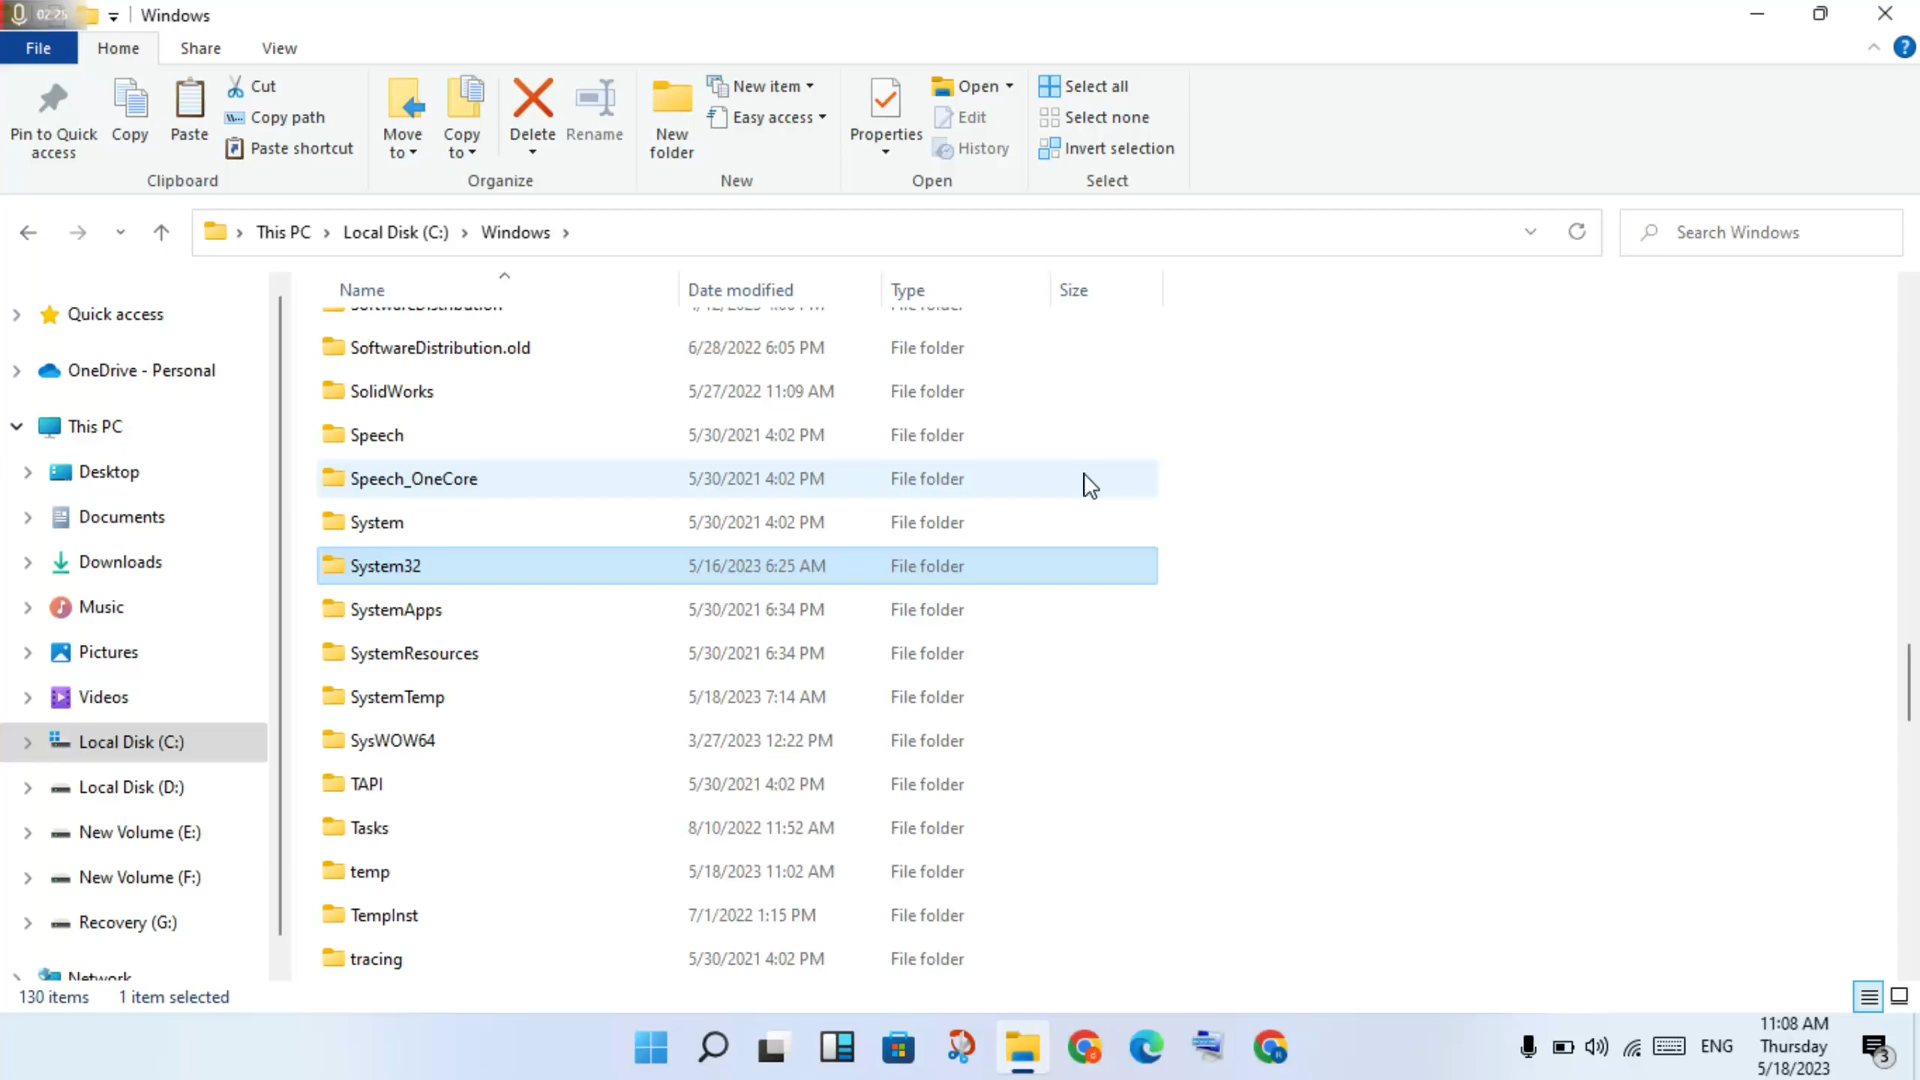 02:25
Windows
File Home Share View
Pin to Quick access
Copy
Paste
Cut
Copy path
Paste shortcut
Clipboard
Move to
Copy to
Delete
Rename
Organize
New folder
New item
Easy access
New
Properties
Open
Edit
History
Open
Select all
Select none
Invert selection
Select
This PC > Local Disk (C:) > Windows >
Search Windows
Quick access
OneDrive - Personal
This PC
Desktop
Documents
Downloads
Music
Pictures
Videos
Local Disk (C:)
Local Disk (D:)
New Volume (E:)
New Volume (F:)
Recovery (G:)
Network
Name Date modified Type Size
SoftwareDistribution
SoftwareDistribution.old 6/28/2022 6:05 PM File folder
SolidWorks 5/27/2022 11:09 AM File folder
Speech 5/30/2021 4:02 PM File folder
Speech_OneCore 5/30/2021 4:02 PM File folder
System 5/30/2021 4:02 PM File folder
System32 5/16/2023 6:25 AM File folder
SystemApps 5/30/2021 6:34 PM File folder
SystemResources 5/30/2021 6:34 PM File folder
SystemTemp 5/18/2023 7:14 AM File folder
SysWOW64 3/27/2023 12:22 PM File folder
TAPI 5/30/2021 4:02 PM File folder
Tasks 8/10/2022 11:52 AM File folder
temp 5/18/2023 11:02 AM File folder
TempInst 7/1/2022 1:15 PM File folder
tracing 5/30/2021 4:02 PM File folder
130 items 1 item selected
ENG
11:08 AM
Thursday
5/18/2023
3